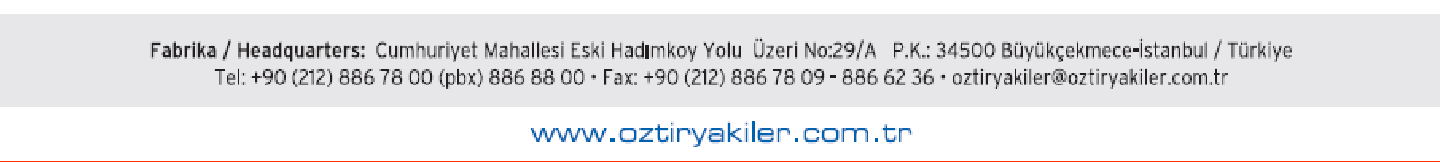 Fabrika / Headquarters: Cumhuriyet Mahallesi Eski Hadımkoy Yolu Üzeri No:29/A P.K.: 34500 Büyükçekmece-İstanbul / Türkiye
Tel: +90 (212) 886 78 00 (pbx) 886 88 00 • Fax: +90 (212) 886 78 09 - 886 62 36 • oztiryakiler@oztiryakiler.com.tr
www.oztiryakiler.com.tr